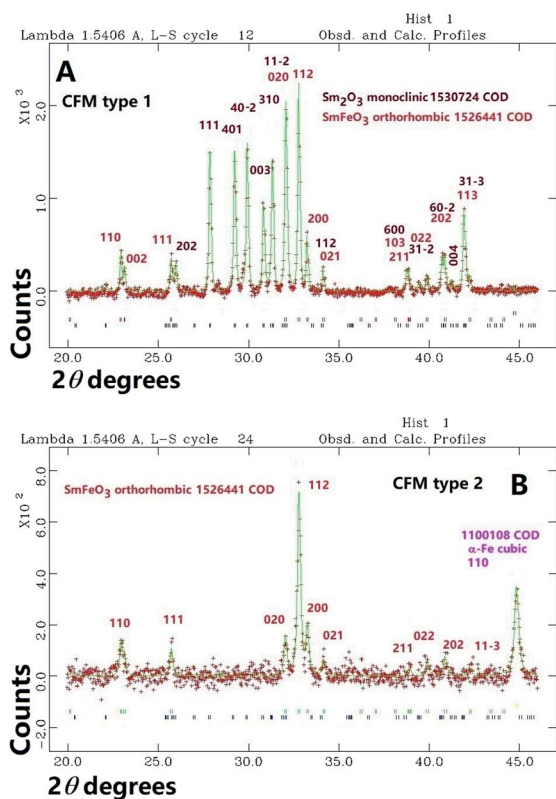 Hist 1
Lambda 1.5406 A, L-S cycle 12 Obsd. and Calc. Profiles
A
CFM type 1
11-2
020
112
40-2
310
111
401
003
Sm2O3 monoclinic 1530724 COD
SmFeO3 orthorhombic 1526441 COD
110
002
111
202
200
112
021
600
103
211
022
31-2
60-2
202
004
31-3
113
X10 3
2.0
1.0
0.0
Counts
20.0 25.0 30.0 35.0 40.0 45.0
2θ degrees
Hist 1
Lambda 1.5406 A, L-S cycle 24 Obsd. and Calc. Profiles
SmFeO3 orthorhombic 1526441 COD
112
CFM type 2
B
1100108 COD
α-Fe cubic
110
110
111
020
200
021
211
022
202
11-3
X10 2
8.0
6.0
4.0
2.0
0.0
-2.0
Counts
20.0 25.0 30.0 35.0 40.0 45.0
2θ degrees